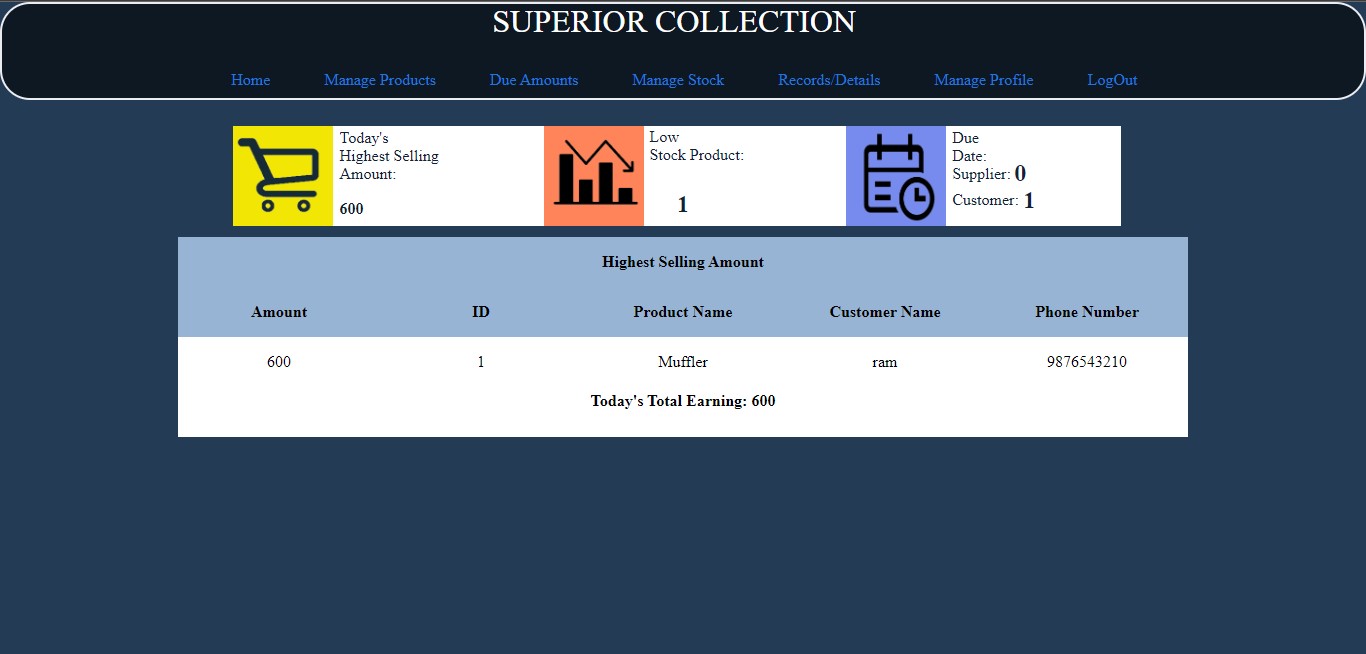 SUPERIOR COLLECTION
Home Manage Products Due Amounts Manage Stock Records/Details Manage Profile LogOut
Today's
Highest Selling
Amount:
600
Low
Stock Product:
1
Due
Date:
Supplier: 0
Customer: 1
Highest Selling Amount
Amount ID Product Name Customer Name Phone Number
600 1 Muffler ram 9876543210
Today's Total Earning: 600